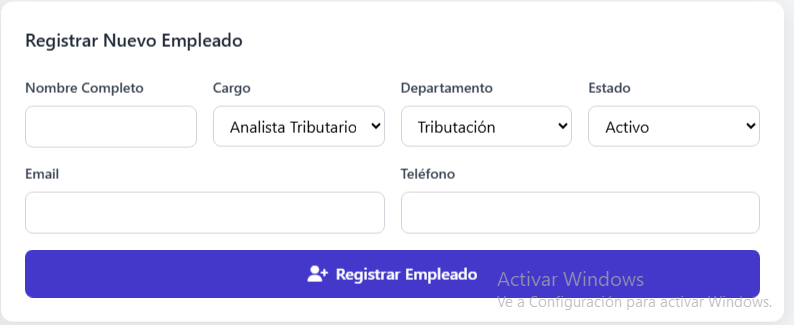 Registrar Nuevo Empleado
Nombre Completo Cargo Departamento Estado
Analista Tributario Tributación Activo
Email Teléfono
Registrar Empleado
Activar Windows
Ve a Configuración para activar Windows.